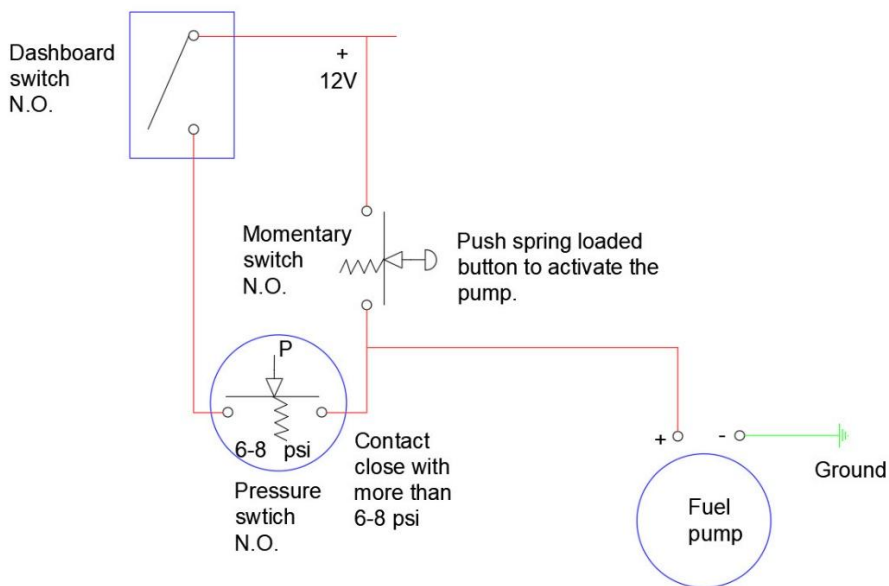 Dashboard
switch
N.O.
+
12V
Momentary
switch
N.O.
Push spring loaded
button to activate the
pump.
P
6-8 psi
Pressure
swtich
N.O.
Contact
close with
more than
6-8 psi
+ -
Ground
Fuel
pump